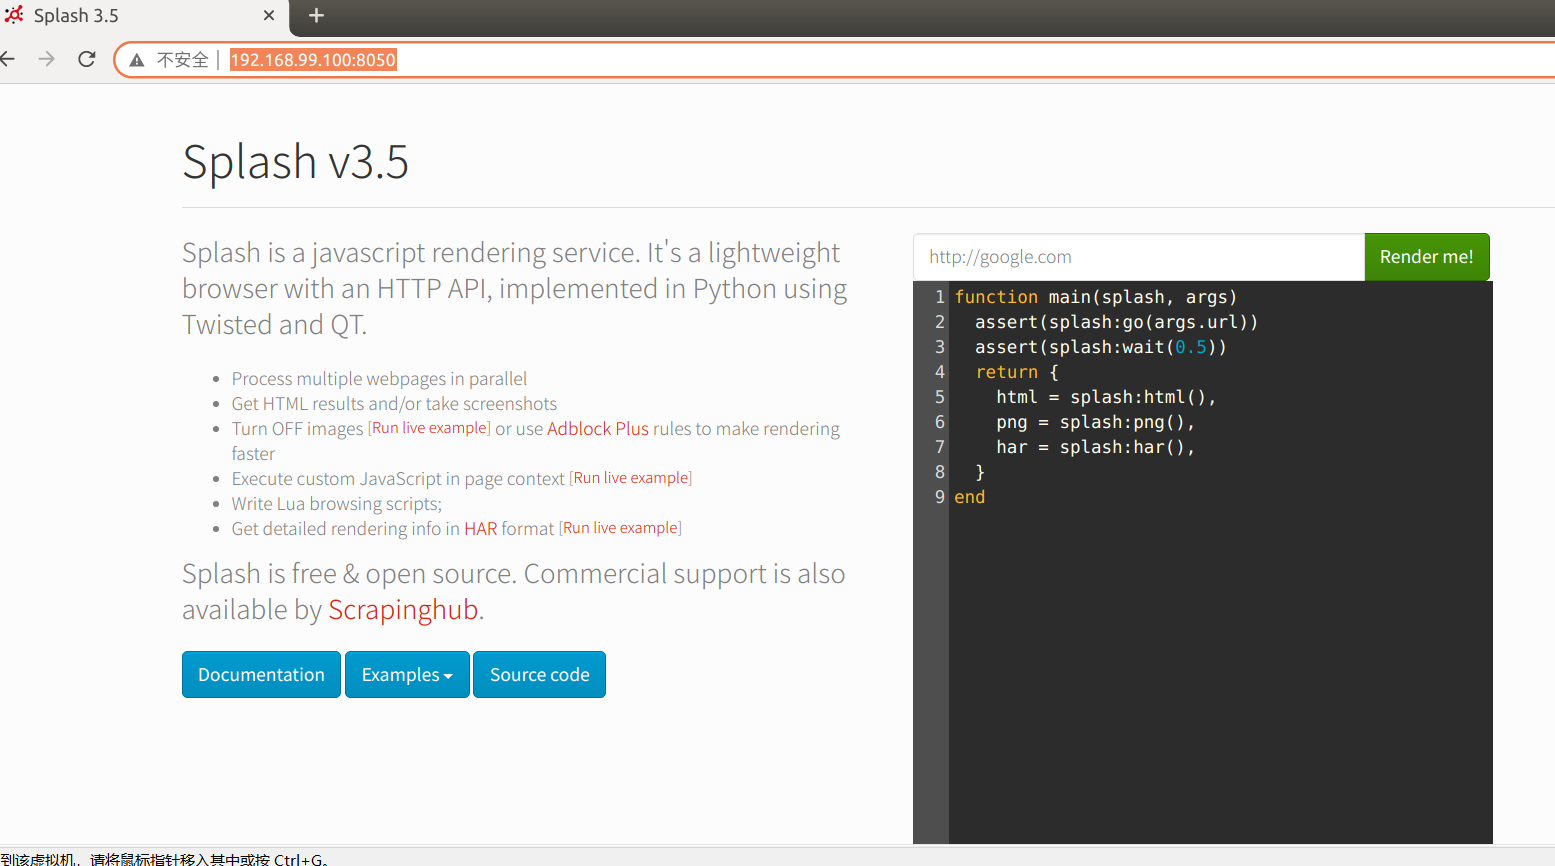 Splash 3.5
不安全 192.168.99.100:8050
Splash v3.5
Splash is a javascript rendering service. It's a lightweight
browser with an HTTP API, implemented in Python using
Twisted and QT.
Process multiple webpages in parallel
Get HTML results and/or take screenshots
Turn OFF images [Run live example] or use Adblock Plus rules to make rendering
faster
Execute custom JavaScript in page context [Run live example]
Write Lua browsing scripts;
Get detailed rendering info in HAR format [Run live example]
Splash is free & open source. Commercial support is also
available by Scrapinghub.
Documentation Examples Source code
http://google.com Render me!
1 function main(splash, args)
2 assert(splash:go(args.url))
3 assert(splash:wait(0.5))
4 return {
5 html = splash:html(),
6 png = splash:png(),
7 har = splash:har(),
8 }
9 end
到该虚拟机，请将鼠标指针移入其中或按 Ctrl+G。